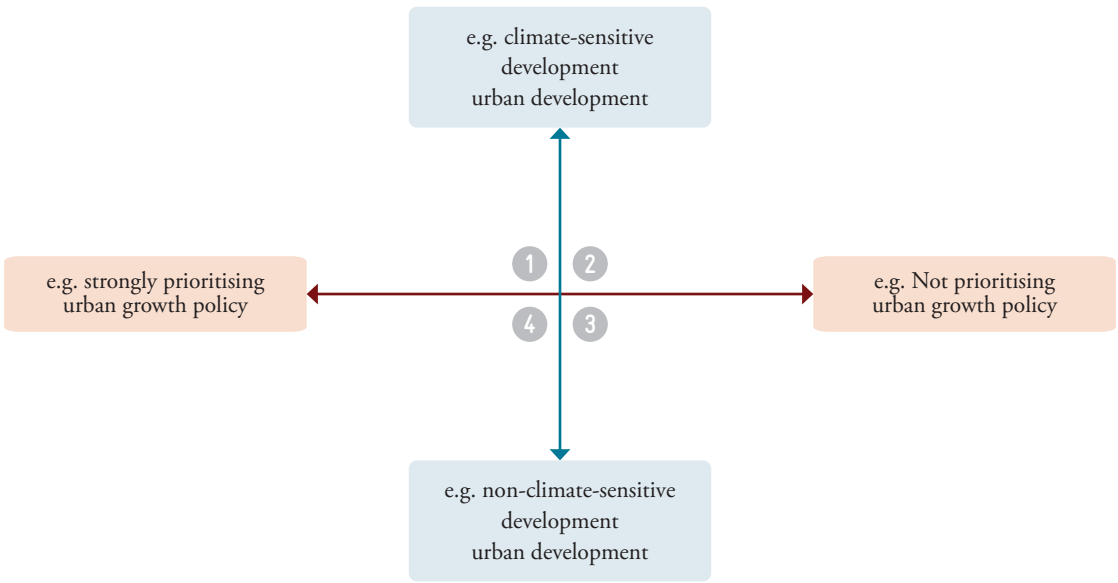 e.g. climate-sensitive
development
urban development
e.g. strongly prioritising
urban growth policy
1
2
e.g. Not prioritising
urban growth policy
4
3
e.g. non-climate-sensitive
development
urban development